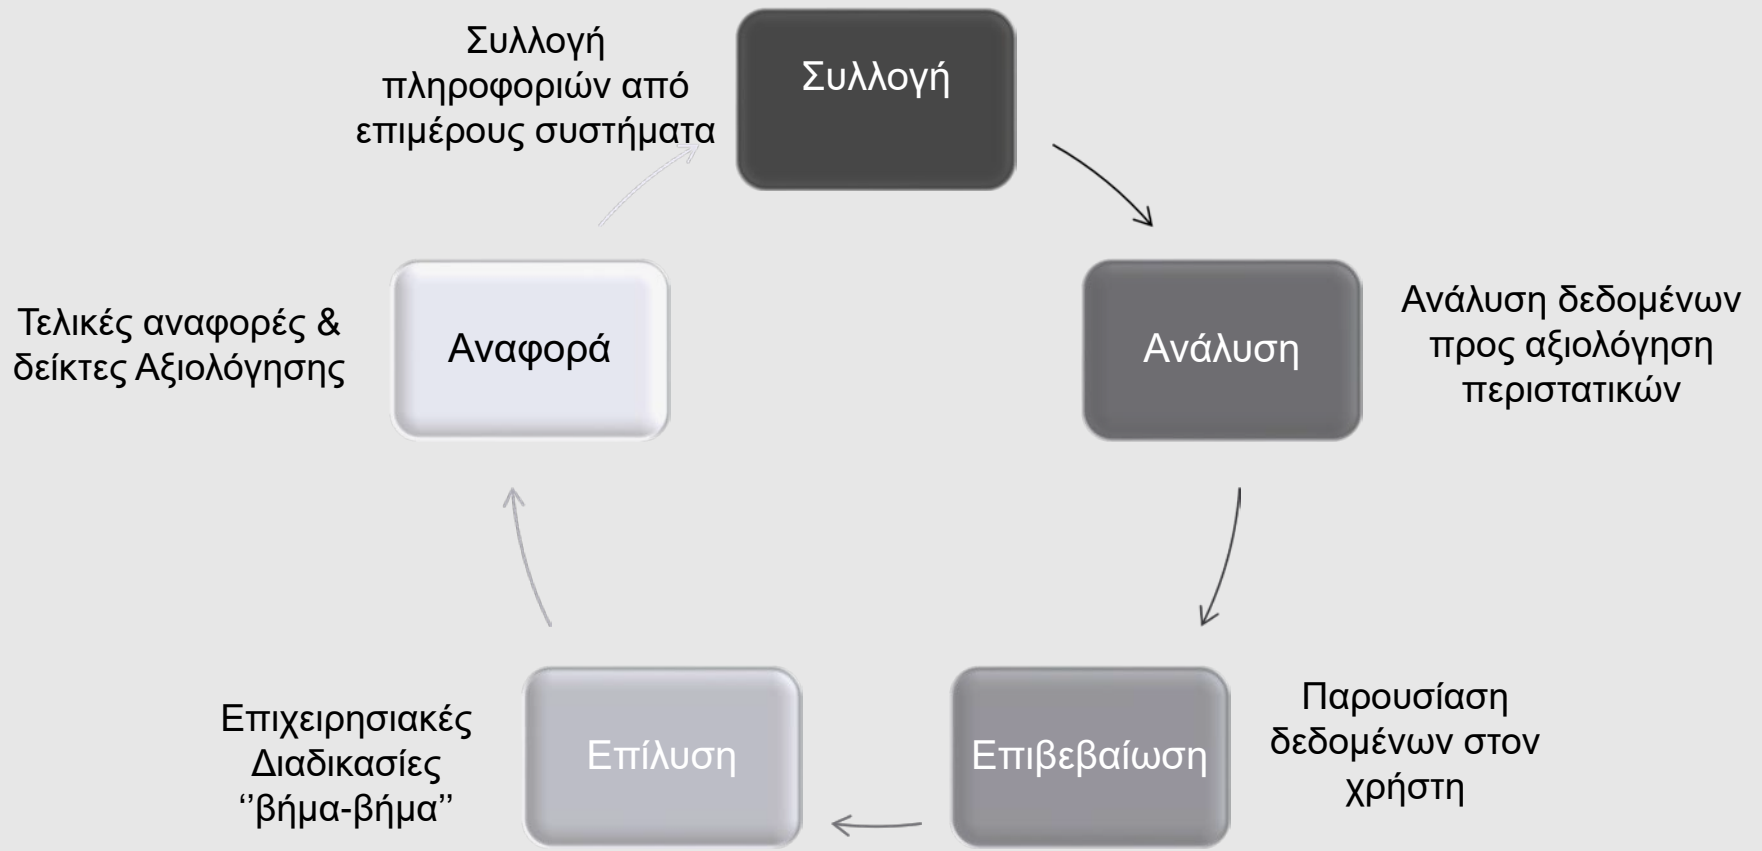 Συλλογή
πληροφοριών από
επιμέρους συστήματα
Συλλογή
Ανάλυση
Ανάλυση δεδομένων
προς αξιολόγηση
περιστατικών
Επιβεβαίωση
Παρουσίαση
δεδομένων στον
χρήστη
Επίλυση
Επιχειρησιακές
Διαδικασίες
‘’βήμα-βήμα’’
Αναφορά
Τελικές αναφορές &
δείκτες Αξιολόγησης